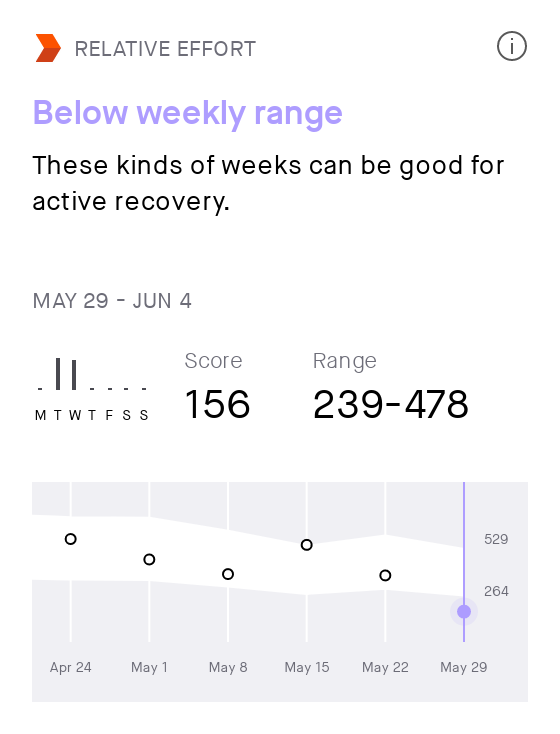 RELATIVE EFFORT
Below weekly range
These kinds of weeks can be good for
active recovery.
MAY 29 - JUN 4
M T W T F S S
Score
156
Range
239-478
529
264
Apr 24
May 1
May 8
May 15
May 22
May 29